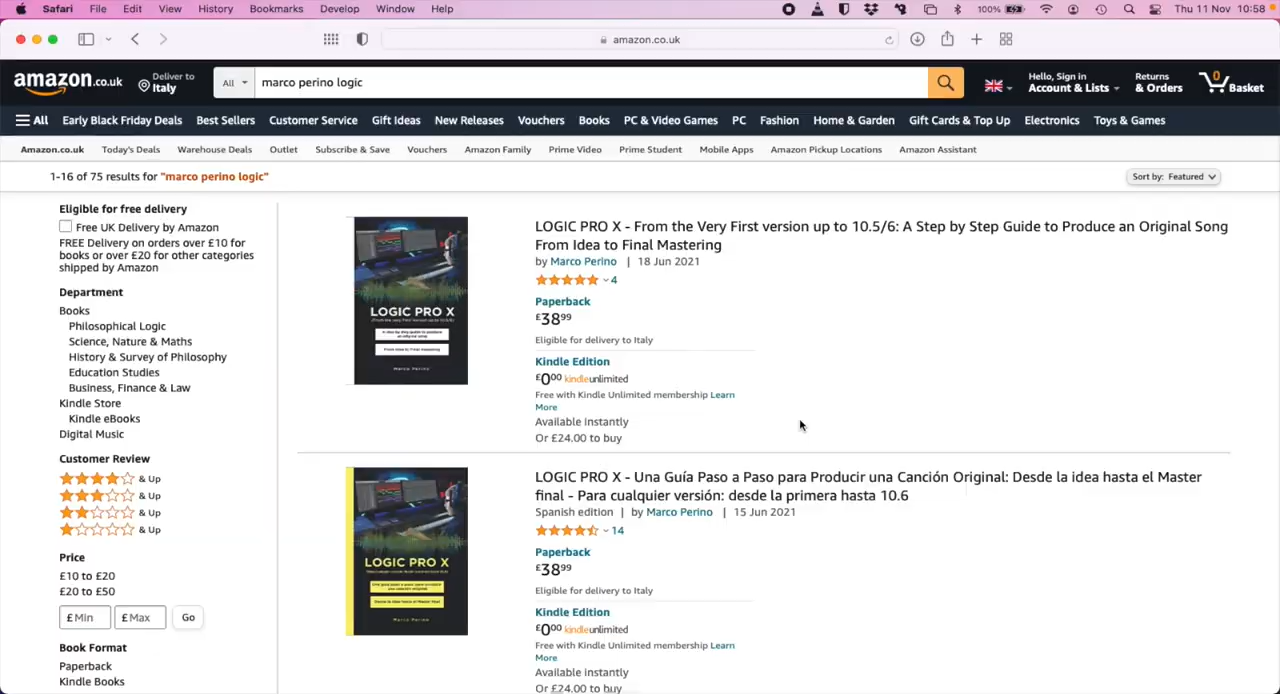 Safari File Edit View History Bookmarks Develop Window Help 100% Thu 11 Nov 10:58
amazon.co.uk
amazon.co.uk Deliver to Italy All marco perino logic Hello, Sign in Account & Lists Returns & Orders 0 Basket
All Early Black Friday Deals Best Sellers Customer Service Gift Ideas New Releases Vouchers Books PC & Video Games PC Fashion Home & Garden Gift Cards & Top Up Electronics Toys & Games
Amazon.co.uk Today's Deals Warehouse Deals Outlet Subscribe & Save Vouchers Amazon Family Prime Video Prime Student Mobile Apps Amazon Pickup Locations Amazon Assistant
1-16 of 75 results for "marco perino logic" Sort by: Featured
Eligible for free delivery
Free UK Delivery by Amazon
FREE Delivery on orders over £10 for
books or over £20 for other categories
shipped by Amazon
Department
Books
Philosophical Logic
Science, Nature & Maths
History & Survey of Philosophy
Education Studies
Business, Finance & Law
Kindle Store
Kindle eBooks
Digital Music
Customer Review
& Up
& Up
& Up
& Up
Price
£10 to £20
£20 to £50
£ Min £ Max Go
Book Format
Paperback
Kindle Books
LOGIC PRO X
Marco Perino
LOGIC PRO X - From the Very First version up to 10.5/6: A Step by Step Guide to Produce an Original Song
From Idea to Final Mastering
by Marco Perino | 18 Jun 2021
4
Paperback
£3899
Eligible for delivery to Italy
Kindle Edition
£000 kindleunlimited
Free with Kindle Unlimited membership Learn
More
Available instantly
Or £24.00 to buy
LOGIC PRO X
Marco Perino
LOGIC PRO X - Una Guía Paso a Paso para Producir una Canción Original: Desde la idea hasta el Master
final - Para cualquier versión: desde la primera hasta 10.6
Spanish edition | by Marco Perino | 15 Jun 2021
14
Paperback
£3899
Eligible for delivery to Italy
Kindle Edition
£000 kindleunlimited
Free with Kindle Unlimited membership Learn
More
Available instantly
Or £24.00 to buy